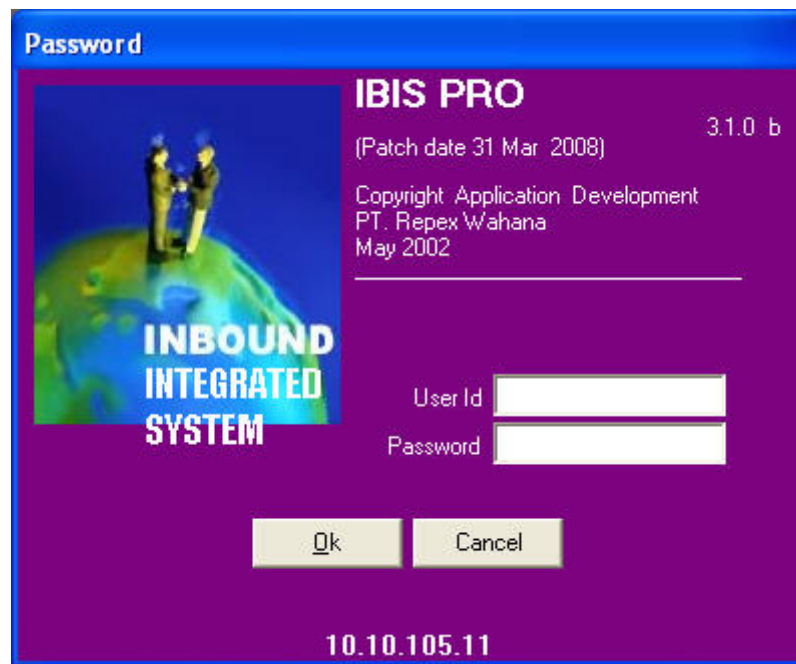 Password
IBIS PRO
3.1.0 b
(Patch date 31 Mar 2008)
Copyright Application Development
PT. Repex Wahana
May 2002
INBOUND
INTEGRATED
SYSTEM
User Id
Password
Ok
Cancel
10.10.105.11